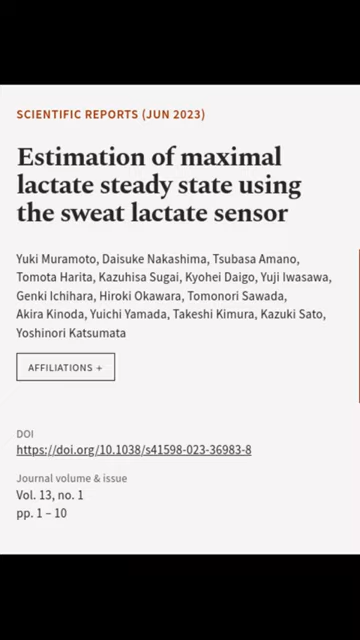 SCIENTIFIC REPORTS (JUN 2023)
Estimation of maximal
lactate steady state using
the sweat lactate sensor
Yuki Muramoto, Daisuke Nakashima, Tsubasa Amano,
Tomota Harita, Kazuhisa Sugai, Kyohei Daigo, Yuji Iwasawa,
Genki Ichihara, Hiroki Okawara, Tomonori Sawada,
Akira Kinoda, Yuichi Yamada, Takeshi Kimura, Kazuki Sato,
Yoshinori Katsumata
AFFILIATIONS +
DOI
https://doi.org/10.1038/s41598-023-36983-8
Journal volume & issue
Vol. 13, no. 1
pp. 1 – 10